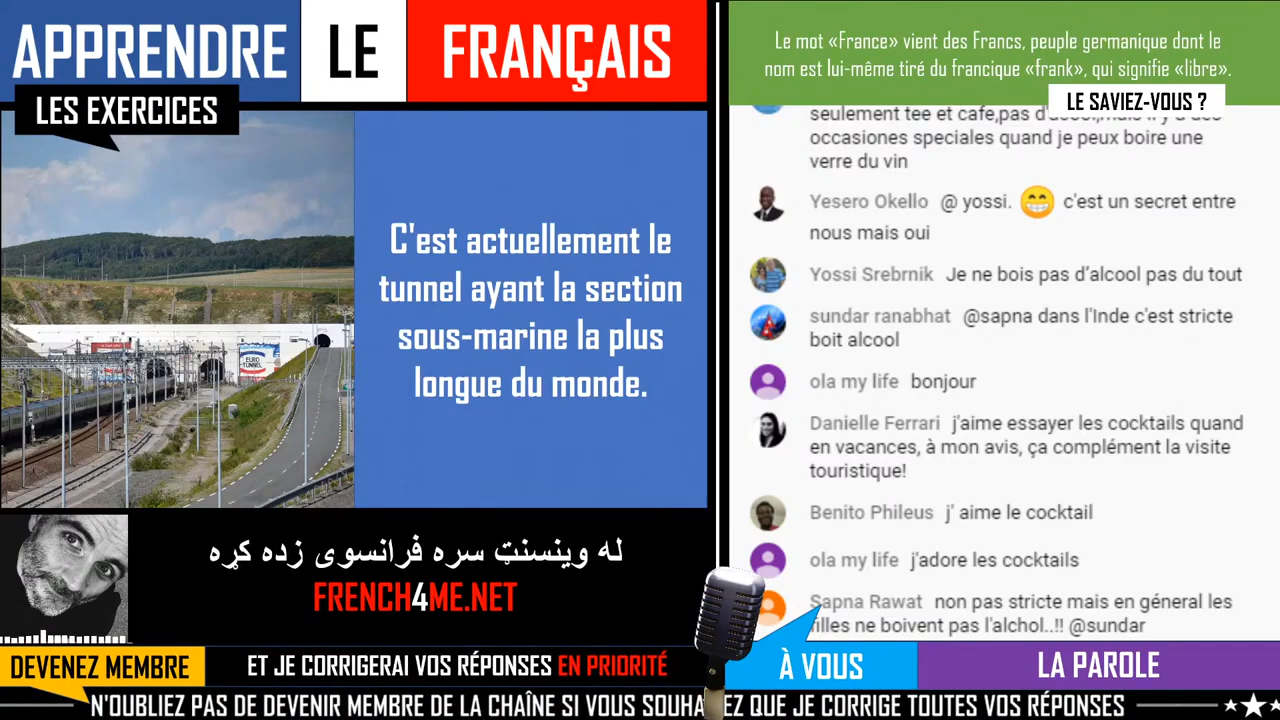 APPRENDRE LE FRANÇAIS
LES EXERCICES
C'est actuellement le
tunnel ayant la section
sous-marine la plus
longue du monde.
EURO
TUNNEL
له وینسنټ سره فرانسوی زده کړه
FRENCH4ME.NET
DEVENEZ MEMBRE
ET JE CORRIGERAI VOS RÉPONSES EN PRIORITÉ
Le mot «France» vient des Francs, peuple germanique dont le
nom est lui-même tiré du francique «frank», qui signifie «libre».
LE SAVIEZ-VOUS ?
seulement tee et cafe,pas d'alcool,mais il y a des
occasiones speciales quand je peux boire une
verre du vin
Yesero Okello @ yossi. 😁 c'est un secret entre
nous mais oui
Yossi Srebrnik Je ne bois pas d'alcool pas du tout
sundar ranabhat @sapna dans l'Inde c'est stricte
boit alcool
ola my life bonjour
Danielle Ferrari j'aime essayer les cocktails quand
en vacances, à mon avis, ça complément la visite
touristique!
Benito Phileus j' aime le cocktail
ola my life j'adore les cocktails
Sapna Rawat non pas stricte mais en géneral les
filles ne boivent pas l'alchol..!! @sundar
À VOUS
LA PAROLE
N'OUBLIEZ PAS DE DEVENIR MEMBRE DE LA CHAÎNE SI VOUS SOUHAITEZ QUE JE CORRIGE TOUTES VOS RÉPONSES